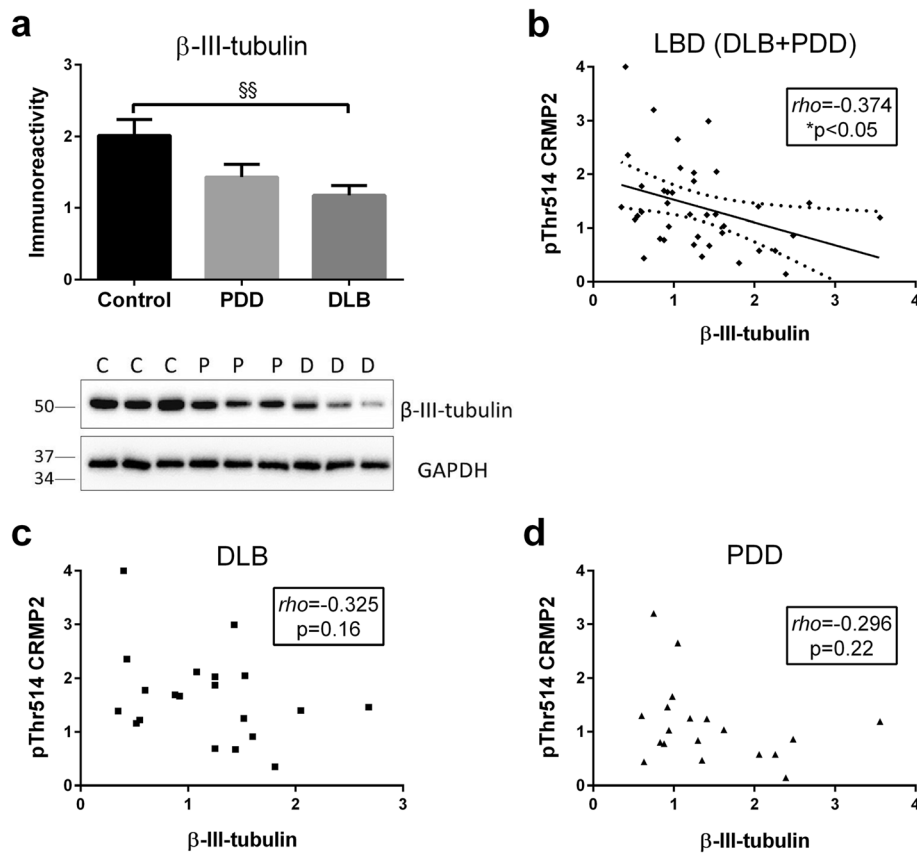 a
β-III-tubulin
§§
3
2
1
0
Immunoreactivity
Control PDD DLB
C C C P P P D D D
50
β-III-tubulin
37
34
GAPDH
b
LBD (DLB+PDD)
rho=-0.374
*p<0.05
4
3
2
1
0
pThr514 CRMP2
0 1 2 3 4
β-III-tubulin
c
DLB
rho=-0.325
p=0.16
4
3
2
1
0
pThr514 CRMP2
0 1 2 3
β-III-tubulin
d
PDD
rho=-0.296
p=0.22
4
3
2
1
0
pThr514 CRMP2
0 1 2 3 4
β-III-tubulin